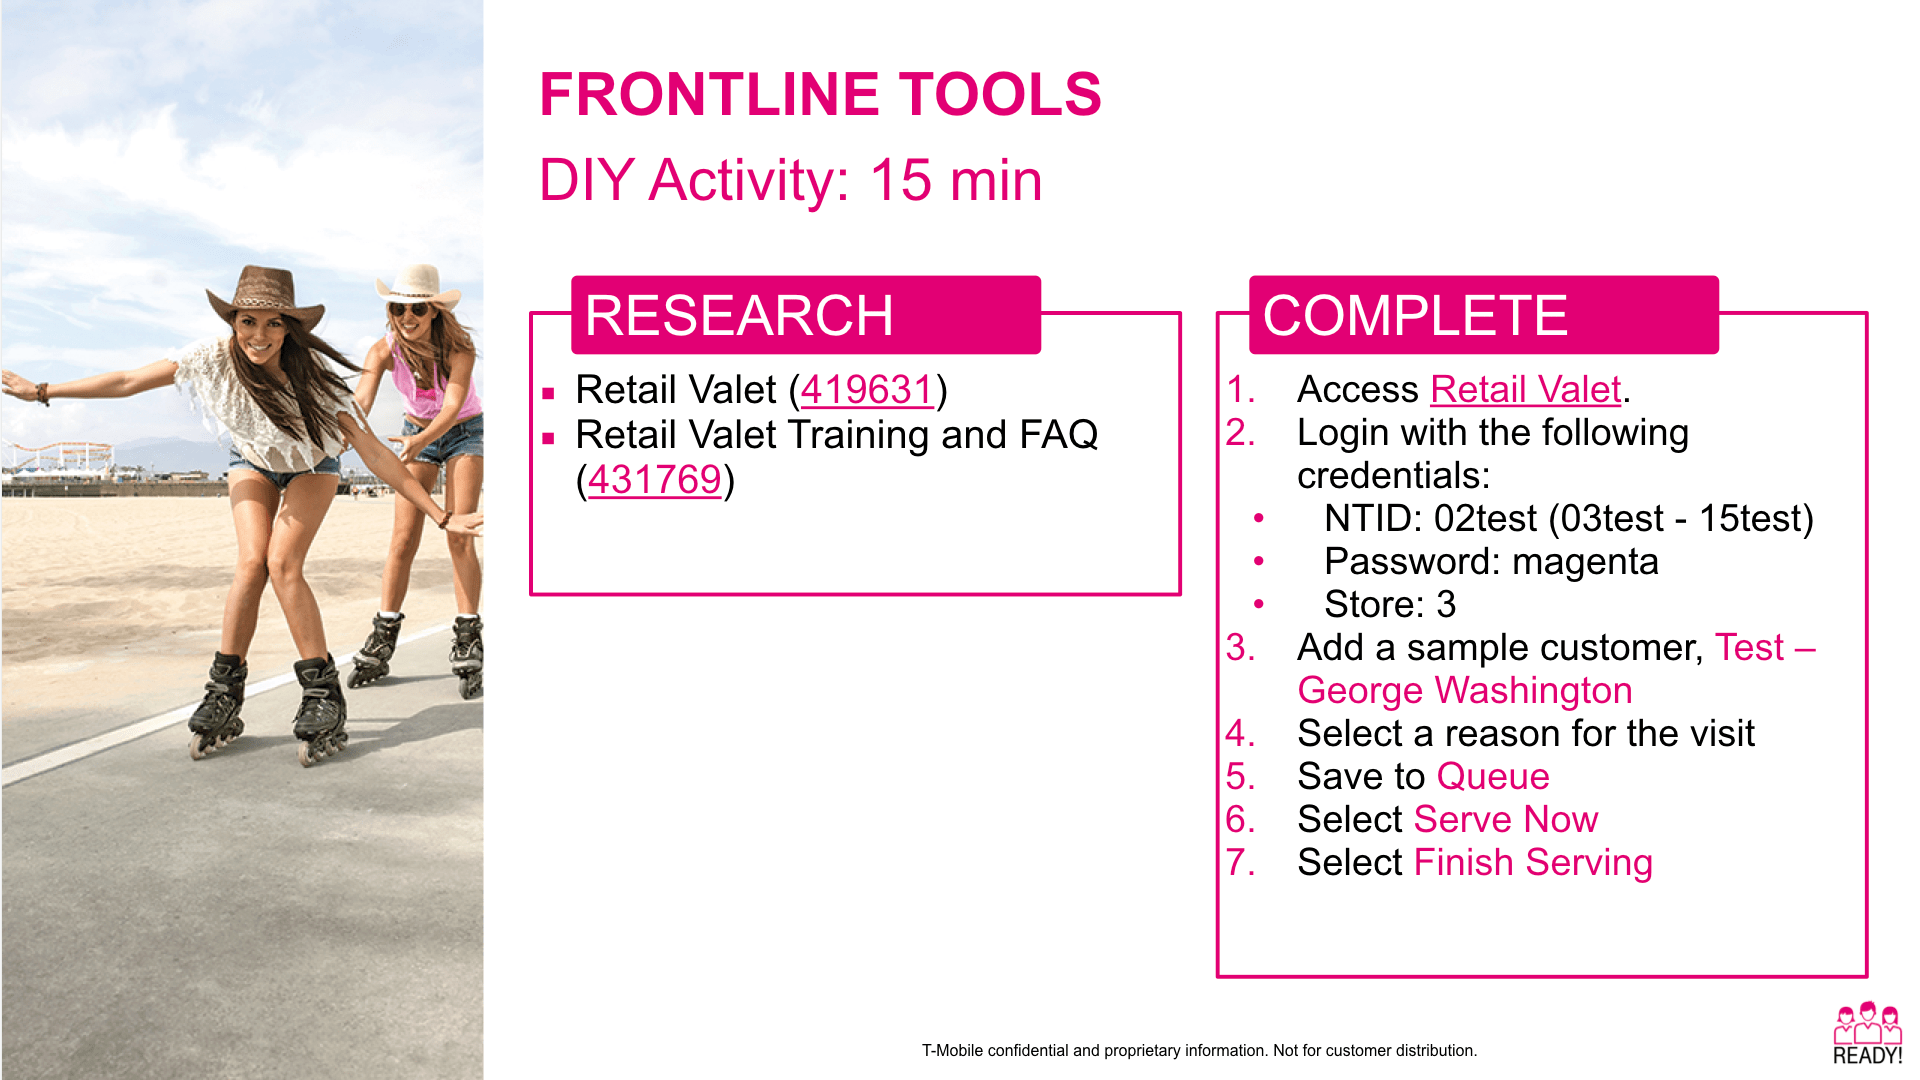 FRONTLINE TOOLS
DIY Activity: 15 min
RESEARCH
▪ Retail Valet (419631)
▪ Retail Valet Training and FAQ
(431769)
COMPLETE
1. Access Retail Valet.
2. Login with the following
credentials:
• NTID: 02test (03test - 15test)
• Password: magenta
• Store: 3
3. Add a sample customer, Test –
George Washington
4. Select a reason for the visit
5. Save to Queue
6. Select Serve Now
7. Select Finish Serving
T-Mobile confidential and proprietary information. Not for customer distribution.
READY!